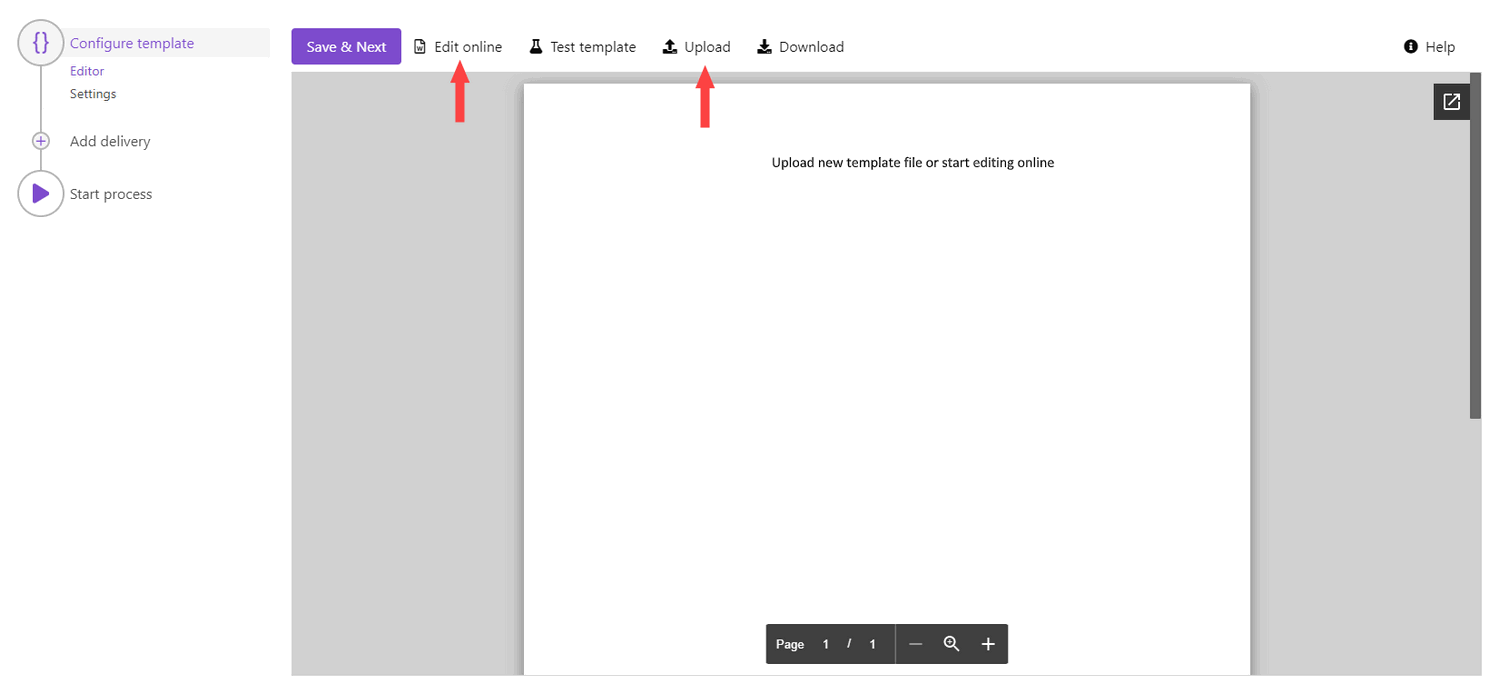 {} Configure template
Editor
Settings
Add delivery
Start process
Save & Next Edit online Test template Upload Download Help
Upload new template file or start editing online
Page 1 / 1